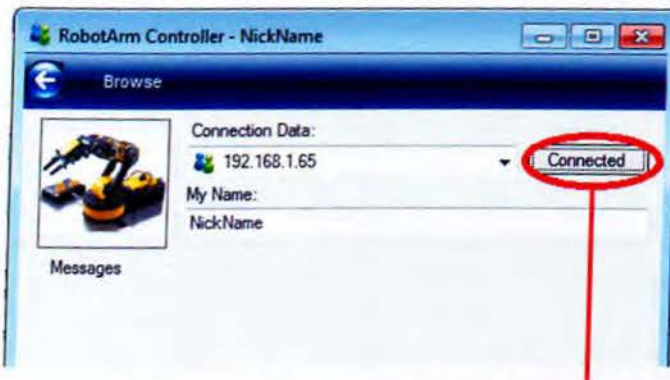 RobotArm Controller - NickName
Browse
Connection Data:
192.168.1.65
Connected
My Name:
NickName
Messages